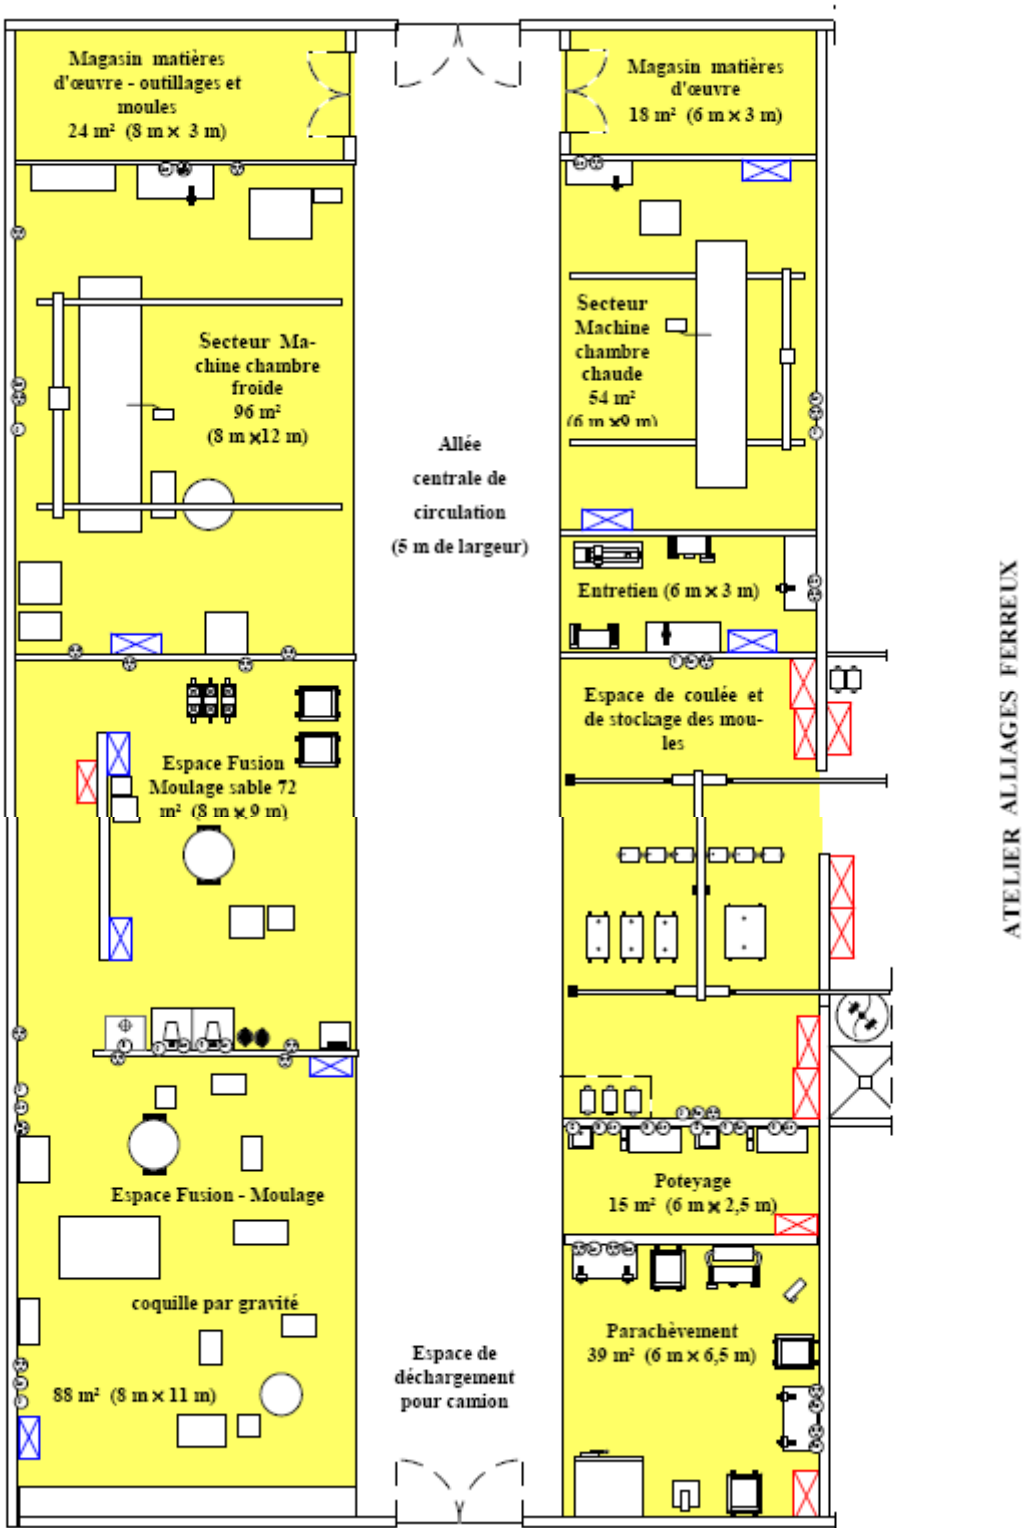 Magasin matières
d'œuvre - outillages et
moules
24 m² (8 m × 3 m)
Magasin matières
d'œuvre
18 m² (6 m × 3 m)
Secteur Ma-
chine chambre
froide
96 m²
(8 m ×12 m)
Secteur
Machine
chambre
chaude
54 m²
(6 m ×9 m)
Allée
centrale de
circulation
(5 m de largeur)
Entretien (6 m × 3 m)
Espace de coulée et
de stockage des mou-
les
Espace Fusion
Moulage sable 72
m² (8 m × 9 m)
ATELIER ALLIAGES FERREUX
Espace Fusion - Moulage
coquille par gravité
88 m² (8 m × 11 m)
Poteyage
15 m² (6 m × 2,5 m)
Parachèvement
39 m² (6 m × 6,5 m)
Espace de
déchargement
pour camion